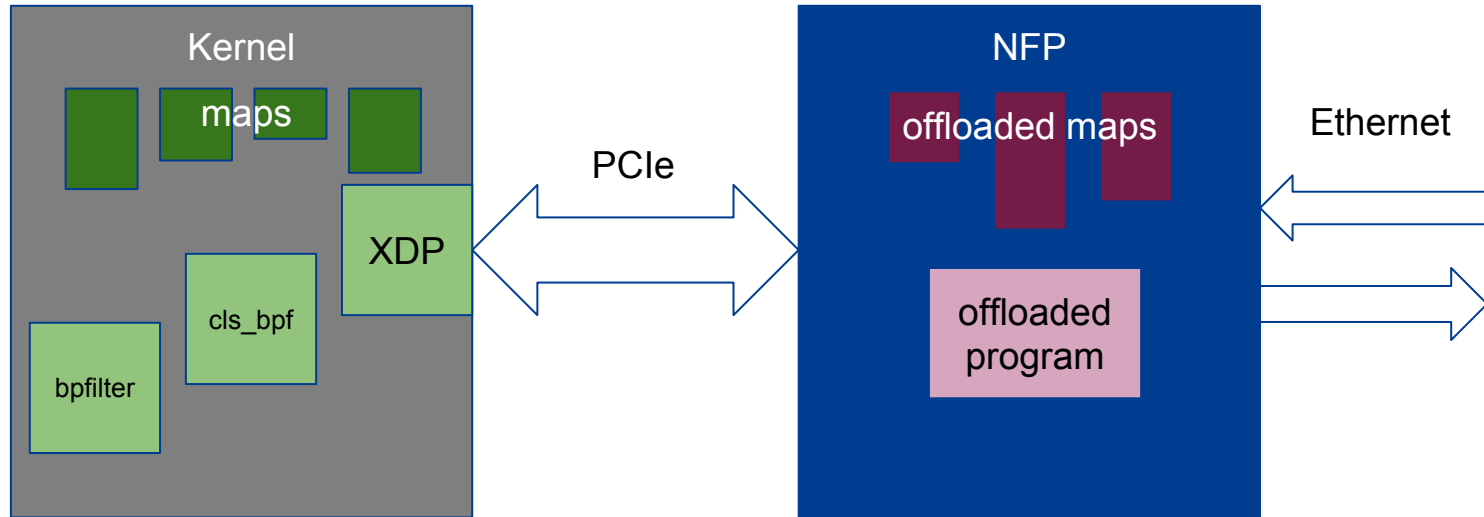 Kernel
maps
XDP
cls_bpf
bpfilter
PCIe
NFP
offloaded maps
offloaded
program
Ethernet